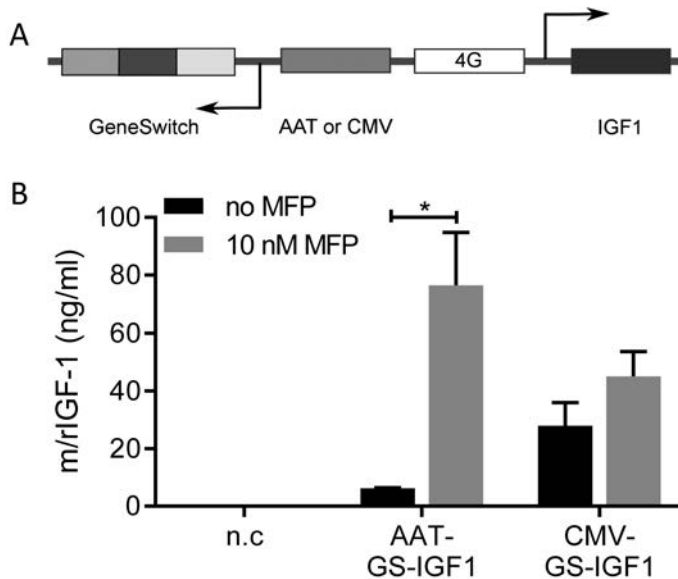 A
4G
GeneSwitch AAT or CMV IGF1
B
no MFP
10 nM MFP
*
m/rIGF-1 (ng/ml)
100
80
60
40
20
0
n.c AAT-GS-IGF1 CMV-GS-IGF1